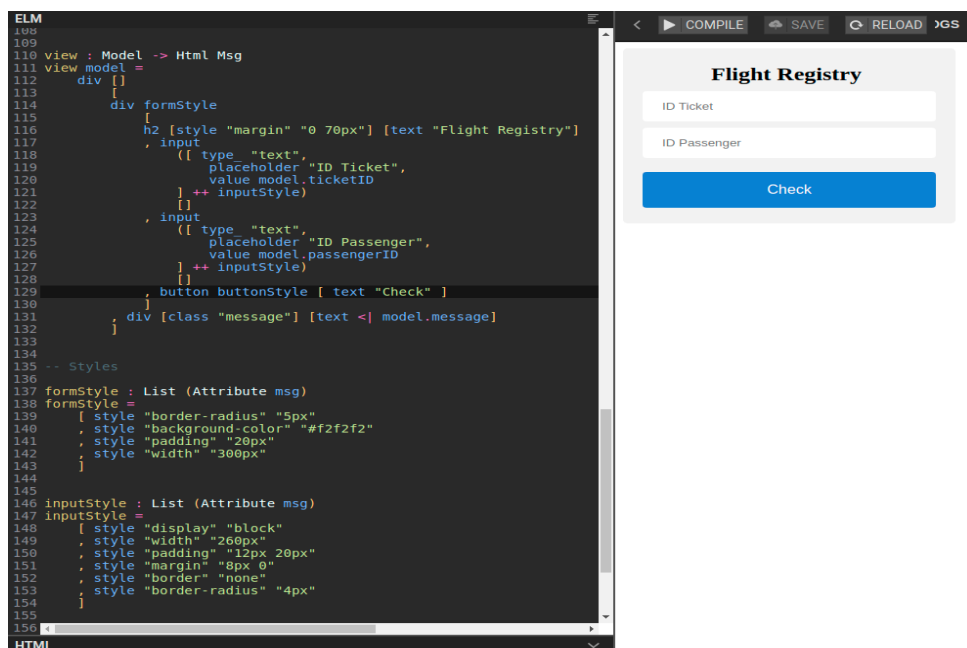 ELM
108
109
110 view : Model -> Html Msg
111 view model =
112     div []
113         [
114         div formStyle
115             [
116             h2 [style "margin" "0 70px"] [text "Flight Registry"]
117             , input
118                 ([ type_ "text",
119                     placeholder "ID Ticket",
120                     value model.ticketID
121                 ] ++ inputStyle)
122                 []
123             , input
124                 ([ type_ "text",
125                     placeholder "ID Passenger",
126                     value model.passengerID
127                 ] ++ inputStyle)
128                 []
129             , button buttonStyle [ text "Check" ]
130             ]
131         , div [class "message"] [text <| model.message]
132         ]
133
134
135 -- Styles
136
137 formStyle : List (Attribute msg)
138 formStyle =
139     [ style "border-radius" "5px"
140     , style "background-color" "#f2f2f2"
141     , style "padding" "20px"
142     , style "width" "300px"
143     ]
144
145
146 inputStyle : List (Attribute msg)
147 inputStyle =
148     [ style "display" "block"
149     , style "width" "260px"
150     , style "padding" "12px 20px"
151     , style "margin" "8px 0"
152     , style "border" "none"
153     , style "border-radius" "4px"
154     ]
155
156
HTML
COMPILE SAVE RELOAD OGS
Flight Registry
ID Ticket
ID Passenger
Check